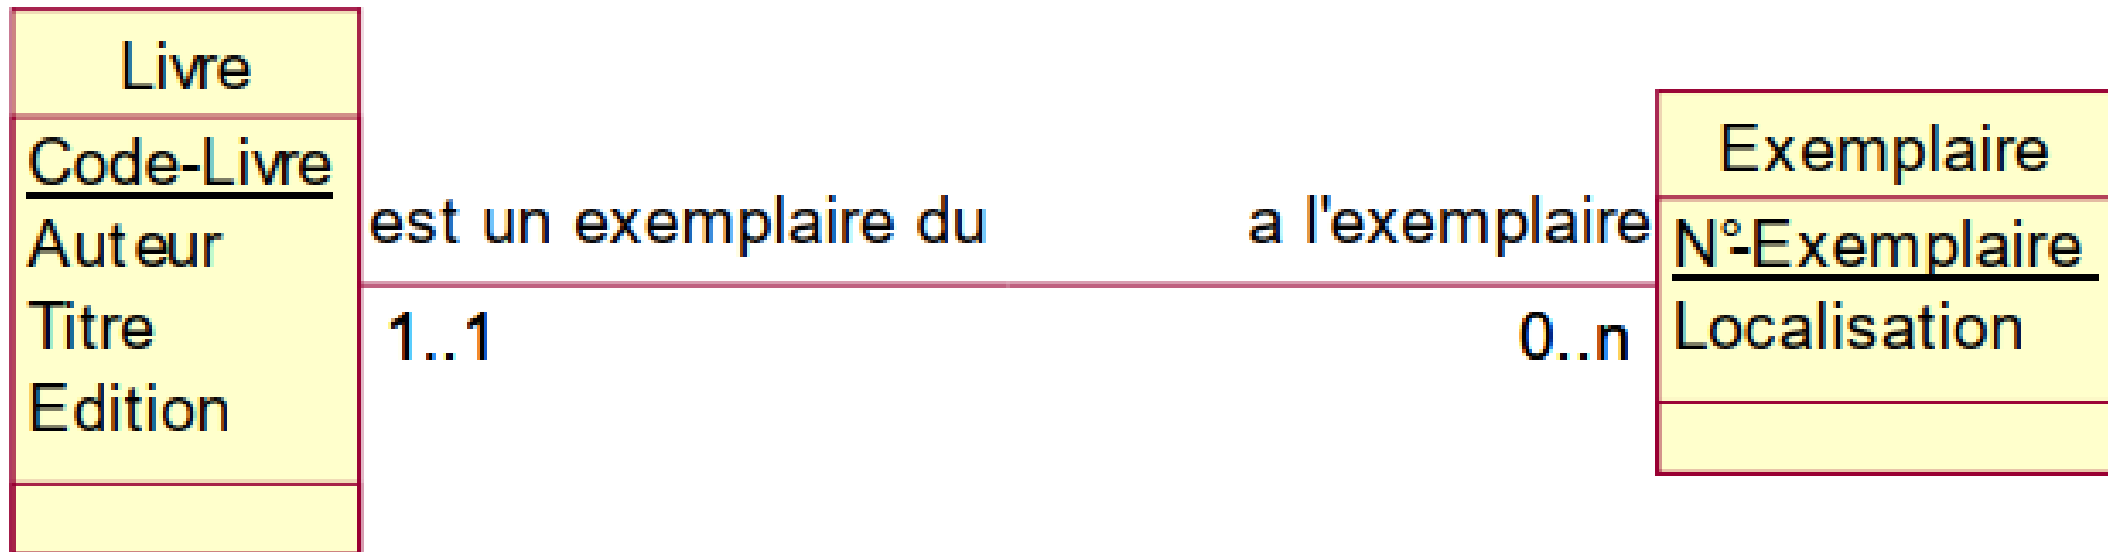 Livre
Code-Livre
Auteur
Titre
Edition
est un exemplaire du
1..1
a l'exemplaire
0..n
Exemplaire
N°-Exemplaire
Localisation